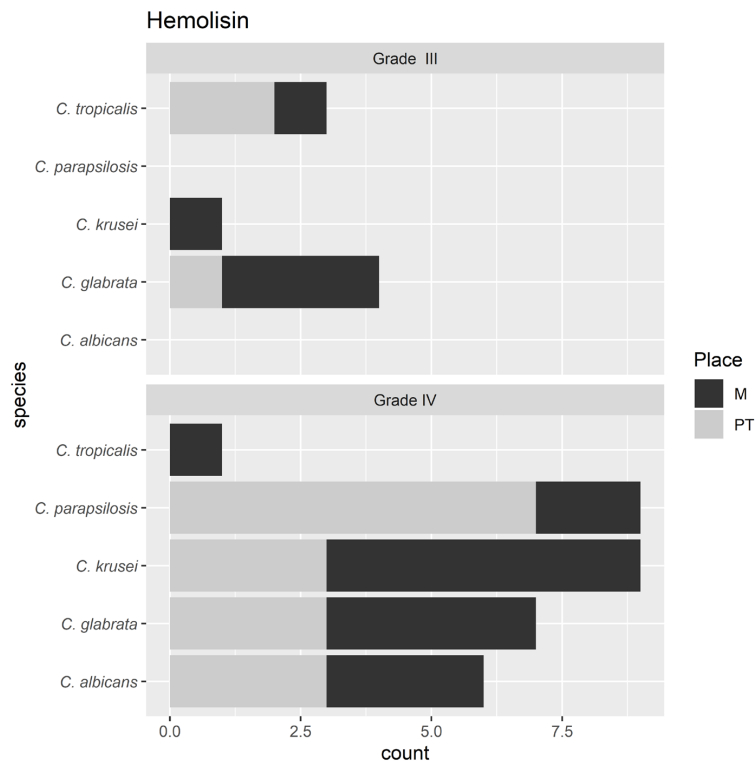 Hemolisin
Grade III
C. tropicalis
C. parapsilosis
C. krusei
C. glabrata
C. albicans
species
Grade IV
C. tropicalis
C. parapsilosis
C. krusei
C. glabrata
C. albicans
0.0 2.5 5.0 7.5
count
Place
M
PT